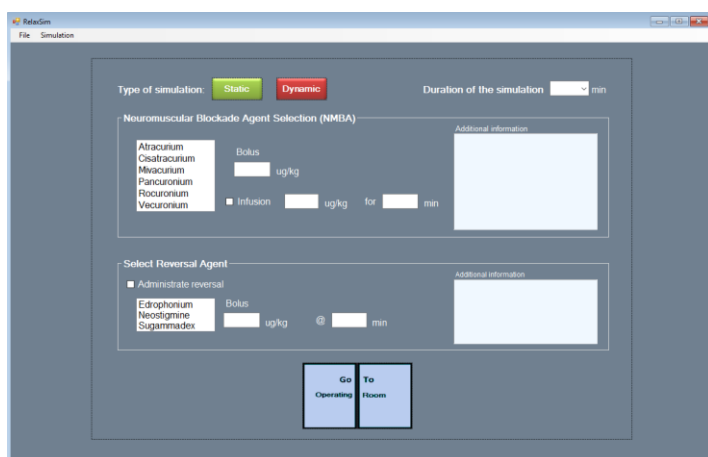 RelaxSim
File Simulation
Type of simulation: Static Dynamic Duration of the simulation min
Neuromuscular Blockade Agent Selection (NMBA)
Additional information
Atracurium
Cisatracurium
Mivacurium
Pancuronium
Rocuronium
Vecuronium
Bolus
ug/kg
Infusion ug/kg for min
Select Reversal Agent
Additional information
Administrate reversal
Edrophonium
Neostigmine
Sugammadex
Bolus
ug/kg @ min
Go To
Operating Room